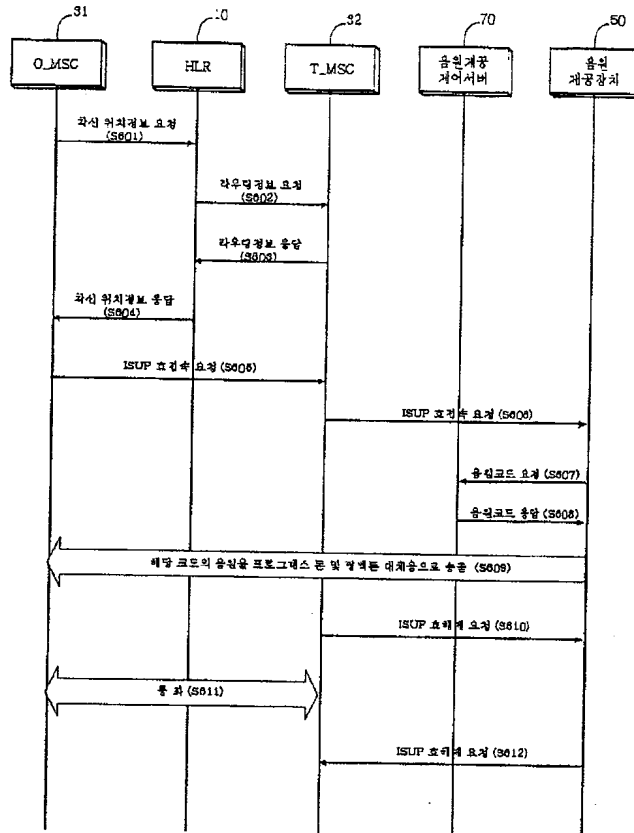 31
10
32
70
50
O_MSC
HLR
T_MSC
음원제공
제어서버
음원
제공장치
착신 위치정보 요청
(S601)
라우팅정보 요청
(S602)
라우팅정보 응답
(S603)
착신 위치정보 응답
(S604)
ISUP 호접속 요청 (S605)
ISUP 호접속 요청 (S606)
음원코드 요청 (S607)
음원코드 응답 (S608)
해당 코드의 음원을 프로그레스 톤 및 링백톤 대체음으로 송출 (S609)
ISUP 호해제 요청 (S610)
통화 (S611)
ISUP 호해제 요청 (S612)